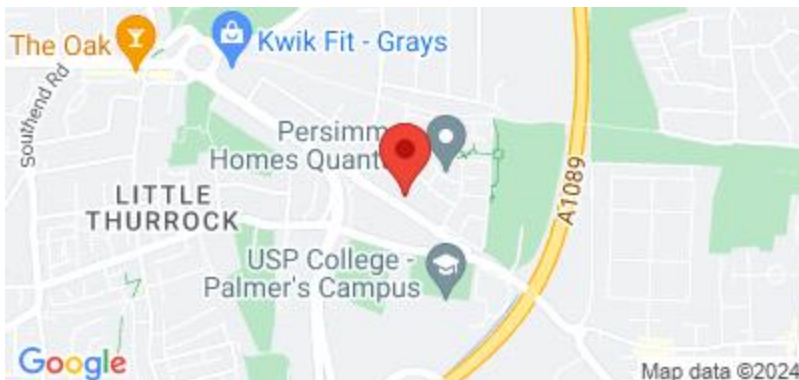 The Oak
Kwik Fit - Grays
Southend Rd
Persimm
Homes Quant
LITTLE
THURROCK
A1089
USP College -
Palmer's Campus
Google
Map data ©2024